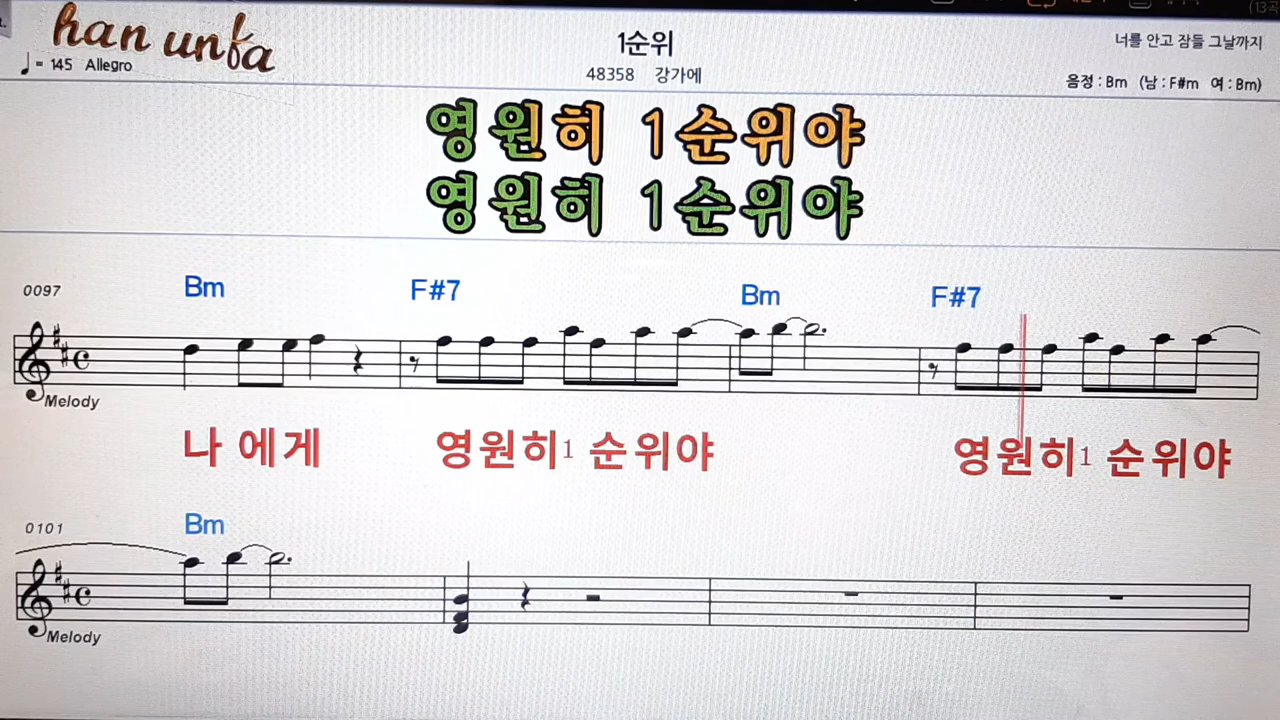 han unfa
♩ = 145 Allegro
1순위
48358 강가에
너를 안고 잠들 그날까지
음정 : Bm (남 : F#m 여 : Bm)
영원히 1순위야
영원히 1순위야
0097
Bm F#7 Bm F#7
Melody
나 에게 영원히1 순위야 영원히1 순위야
0101
Bm
Melody